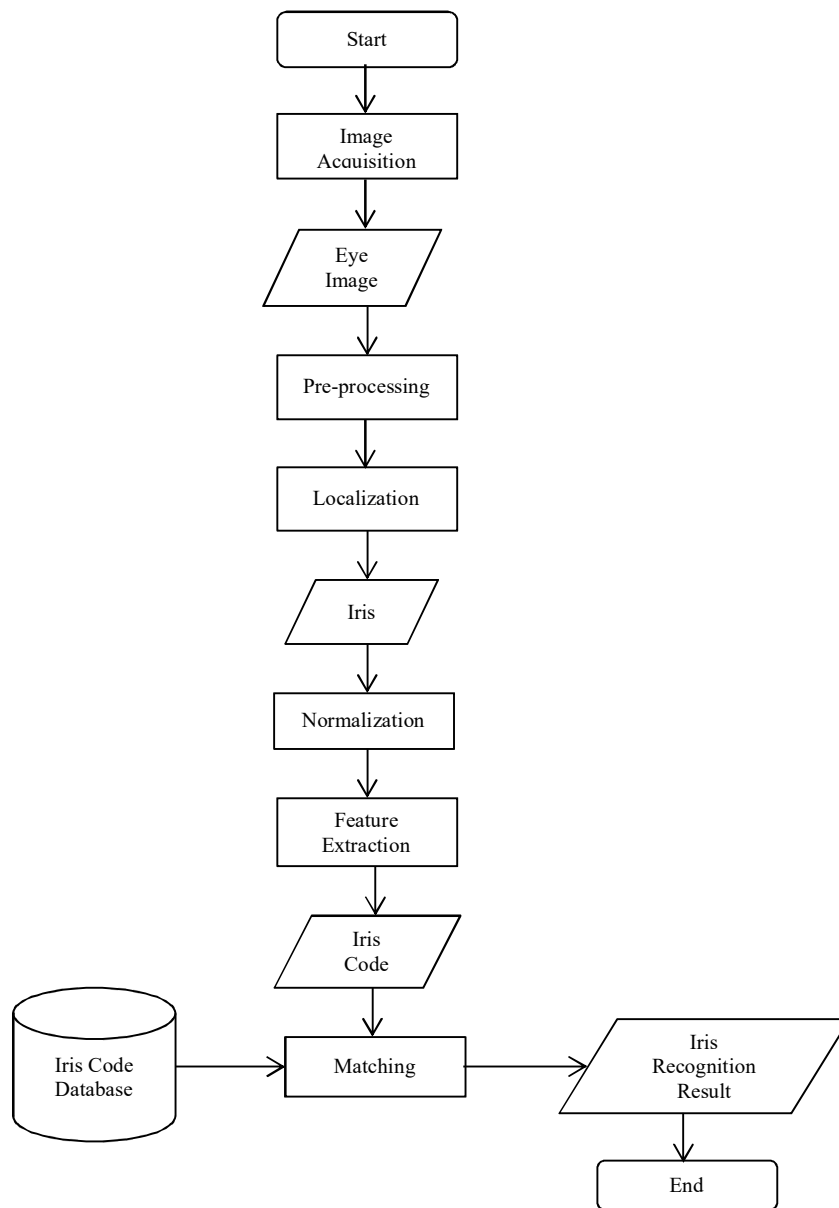 Start
Image
Acquisition
Eye
Image
Pre-processing
Localization
Iris
Normalization
Feature
Extraction
Iris
Code
Iris Code
Database
Matching
Iris
Recognition
Result
End